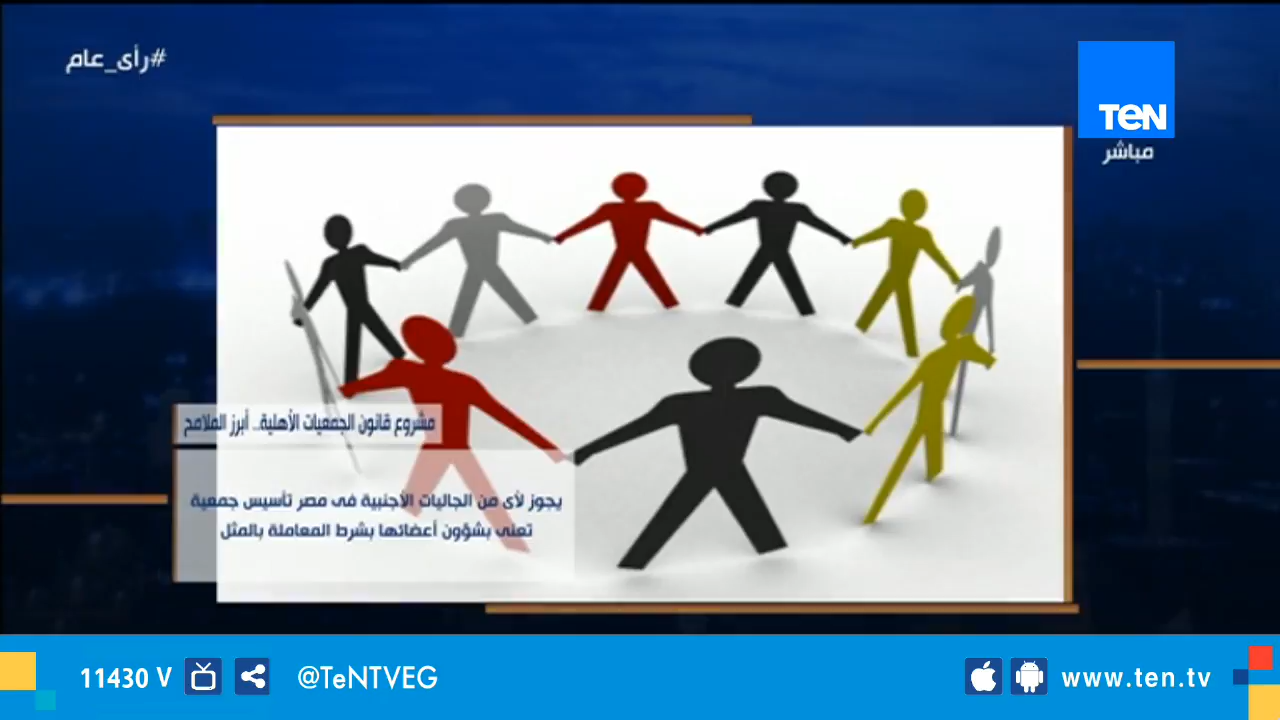 #رأى_عام
TeN
مباشر
مشروع قانون الجمعيات الأهلية.. أبرز الملامح
يجوز لأى من الجاليات الأجنبية فى مصر تأسيس جمعية
تعنى بشؤون أعضائها بشرط المعاملة بالمثل
11430 V
@TeNTVEG
www.ten.tv